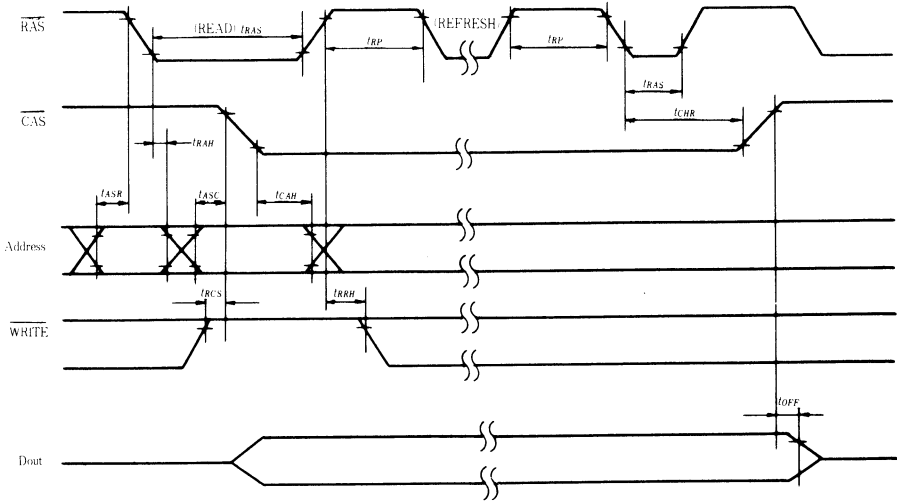 RAS (READ) tRAS tRP (REFRESH) tRP
tRAS
CAS tCHR
tRAH
tASR tASC tCAH
Address
tRCS tRRH
WRITE
tOFF
Dout